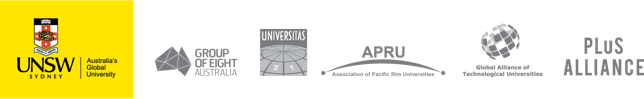 UNSW
SYDNEY
Australia's
Global
University
GROUP
OF EIGHT
AUSTRALIA
UNIVERSITAS
21
APRU
Association of Pacific Rim Universities
Global Alliance of
Technological Universities
PLuS
ALLIANCE